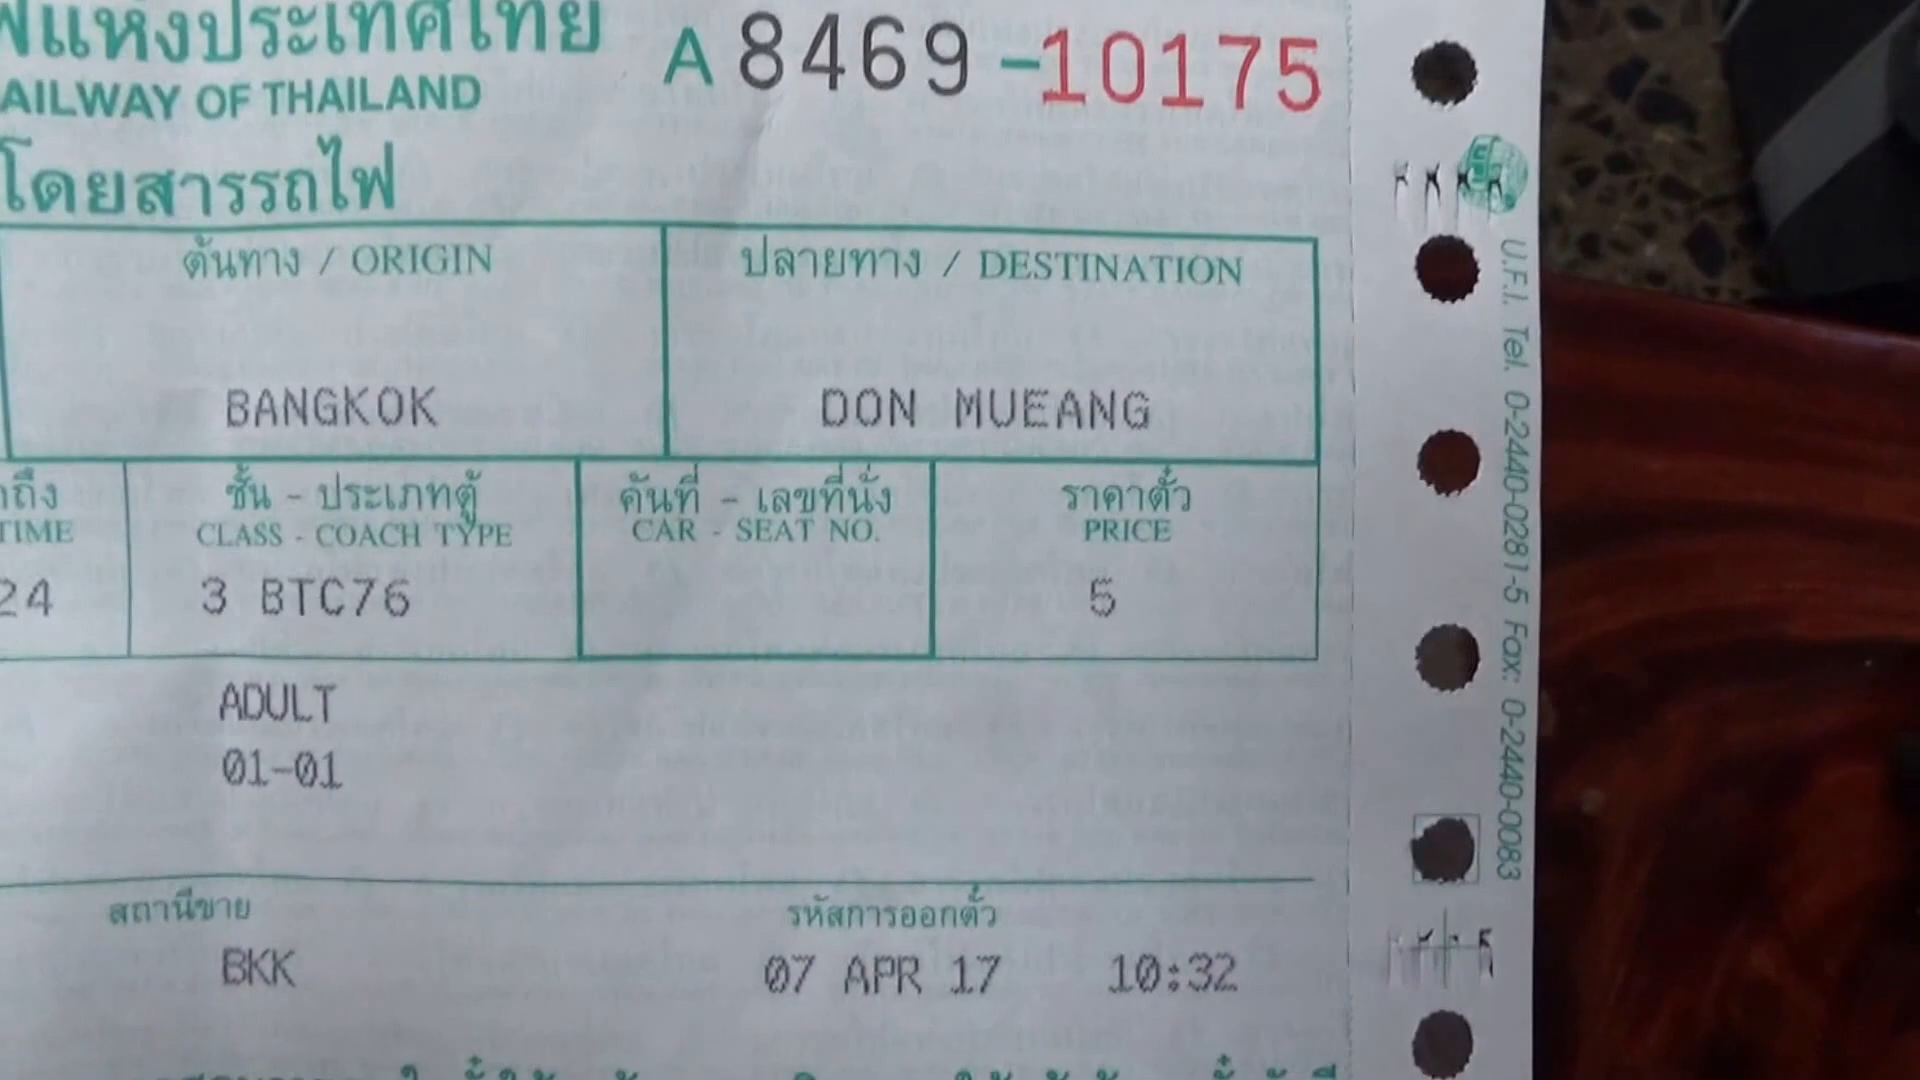 แห่งประเทศไทย
AILWAY OF THAILAND
A 8469 -10175
โดยสารรถไฟ
ต้นทาง / ORIGIN ปลายทาง / DESTINATION
BANGKOK DON MUEANG
ถึง ชั้น - ประเภทตู้ คันที่ - เลขที่นั่ง ราคาตั๋ว
TIME CLASS - COACH TYPE CAR - SEAT NO. PRICE
24 3 BTC76 5
ADULT
01-01
สถานีขาย รหัสการออกตั๋ว
BKK 07 APR 17 10:32
U.F.I. Tel. 0-2440-0281-5 Fax: 0-2440-0083